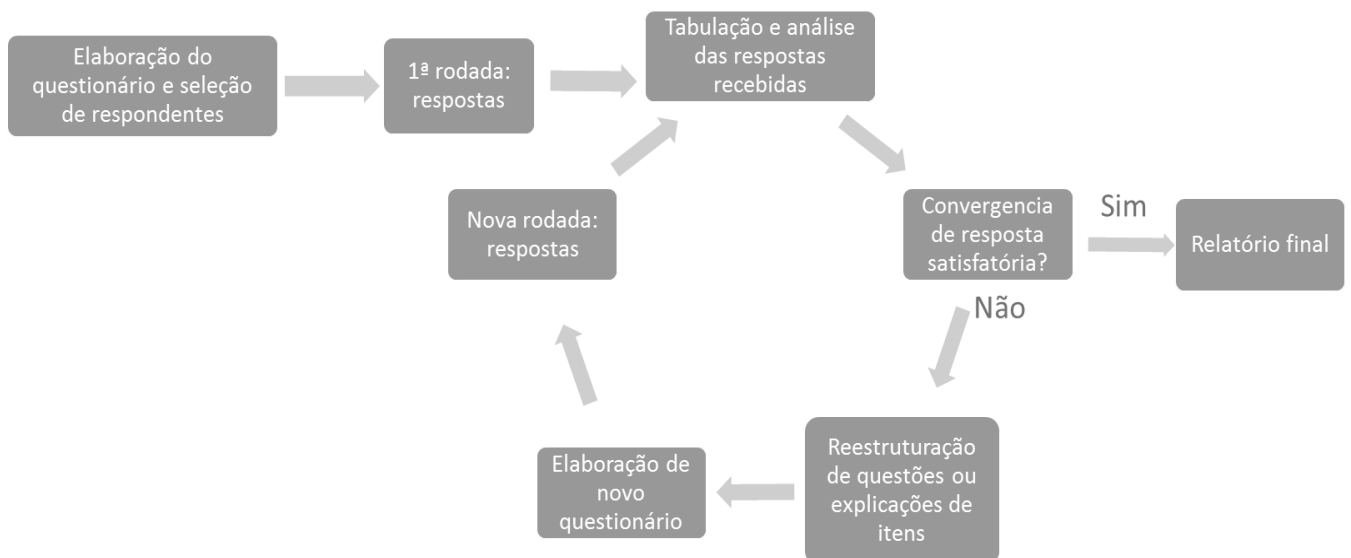 Elaboração do
questionário e seleção
de respondentes
1ª rodada:
respostas
Tabulação e análise
das respostas
recebidas
Convergencia
de resposta
satisfatória?
Sim
Relatório final
Não
Reestruturação
de questões ou
explicações de
itens
Elaboração de
novo
questionário
Nova rodada:
respostas